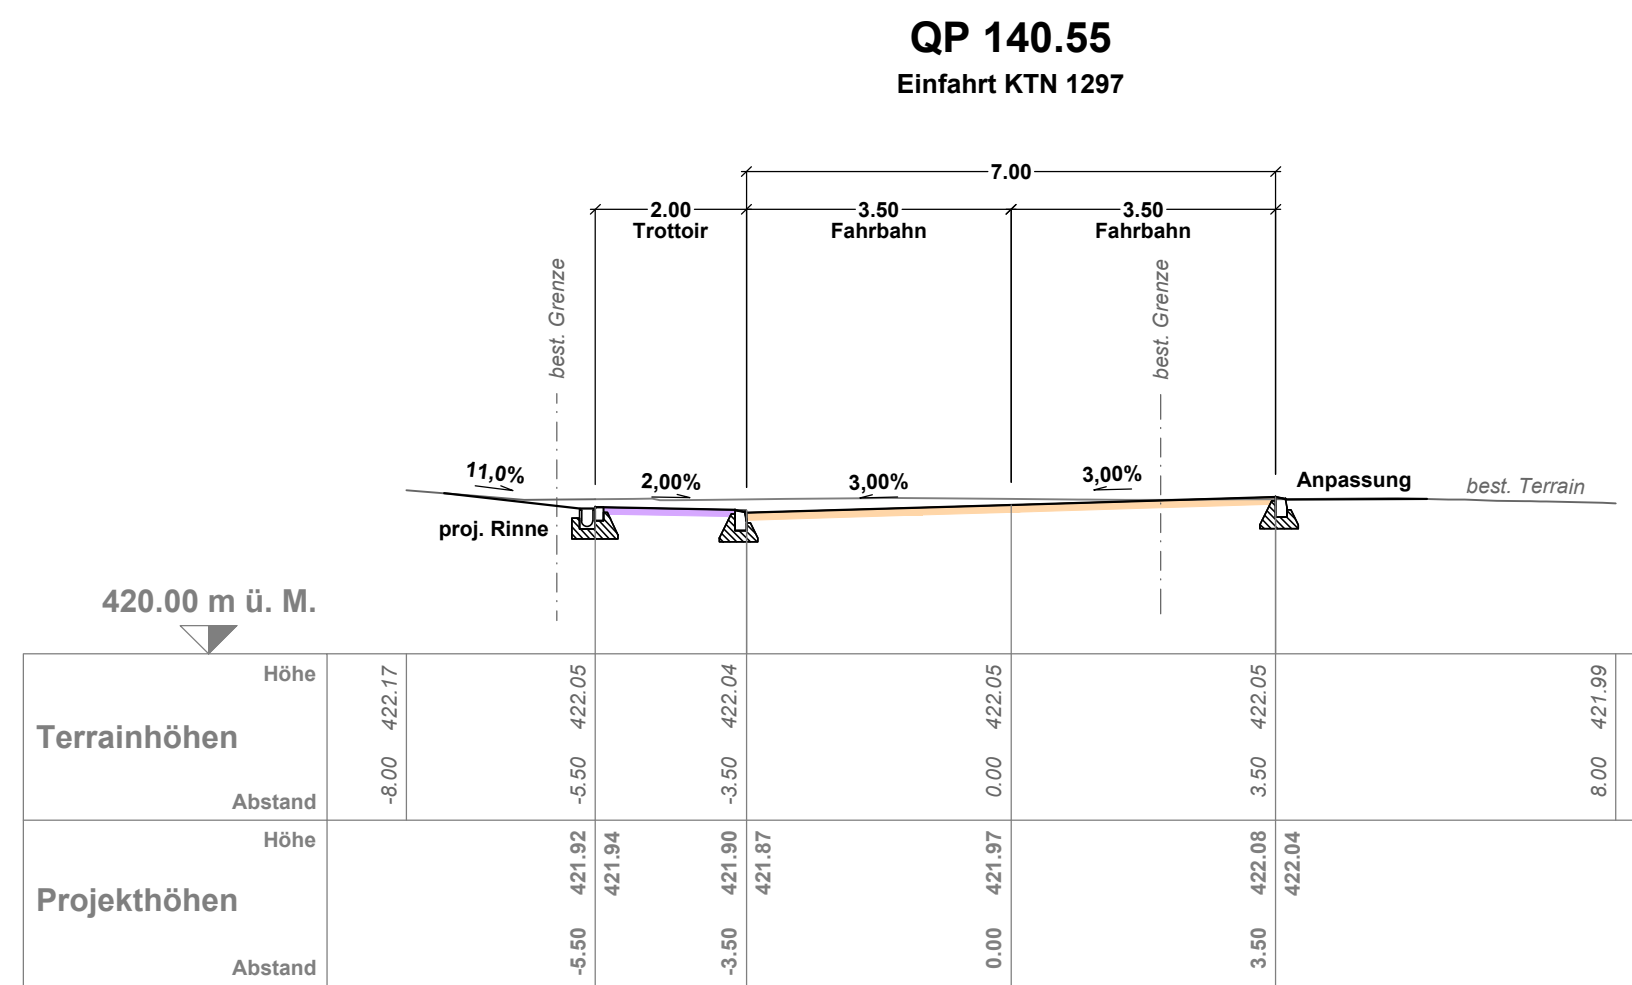 QP 140.55
Einfahrt KTN 1297
7.00
2.00
3.50
3.50
Trottoir
Fahrbahn
Fahrbahn
best. Grenze
best. Grenze
11,0%
2,00%
3,00%
3,00%
Anpassung
best. Terrain
proj. Rinne
420.00 m ü. M.
Terrainhöhen
Höhe
422.17
422.05
422.04
422.05
422.05
421.99
Abstand
-8.00
-5.50
-3.50
0.00
3.50
8.00
Projekthöhen
Höhe
421.92
421.94
421.90
421.87
421.97
422.08
422.04
Abstand
-5.50
-3.50
0.00
3.50